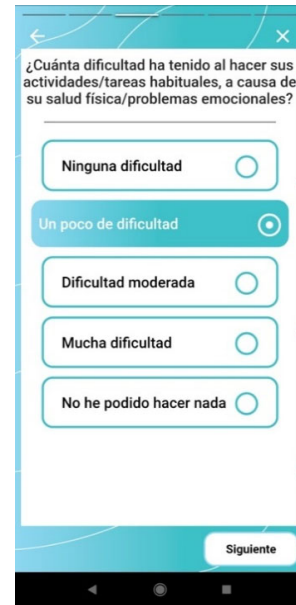 ¿Cuánta dificultad ha tenido al hacer sus
actividades/tareas habituales, a causa de
su salud física/problemas emocionales?
Ninguna dificultad
Un poco de dificultad
Dificultad moderada
Mucha dificultad
No he podido hacer nada
Siguiente